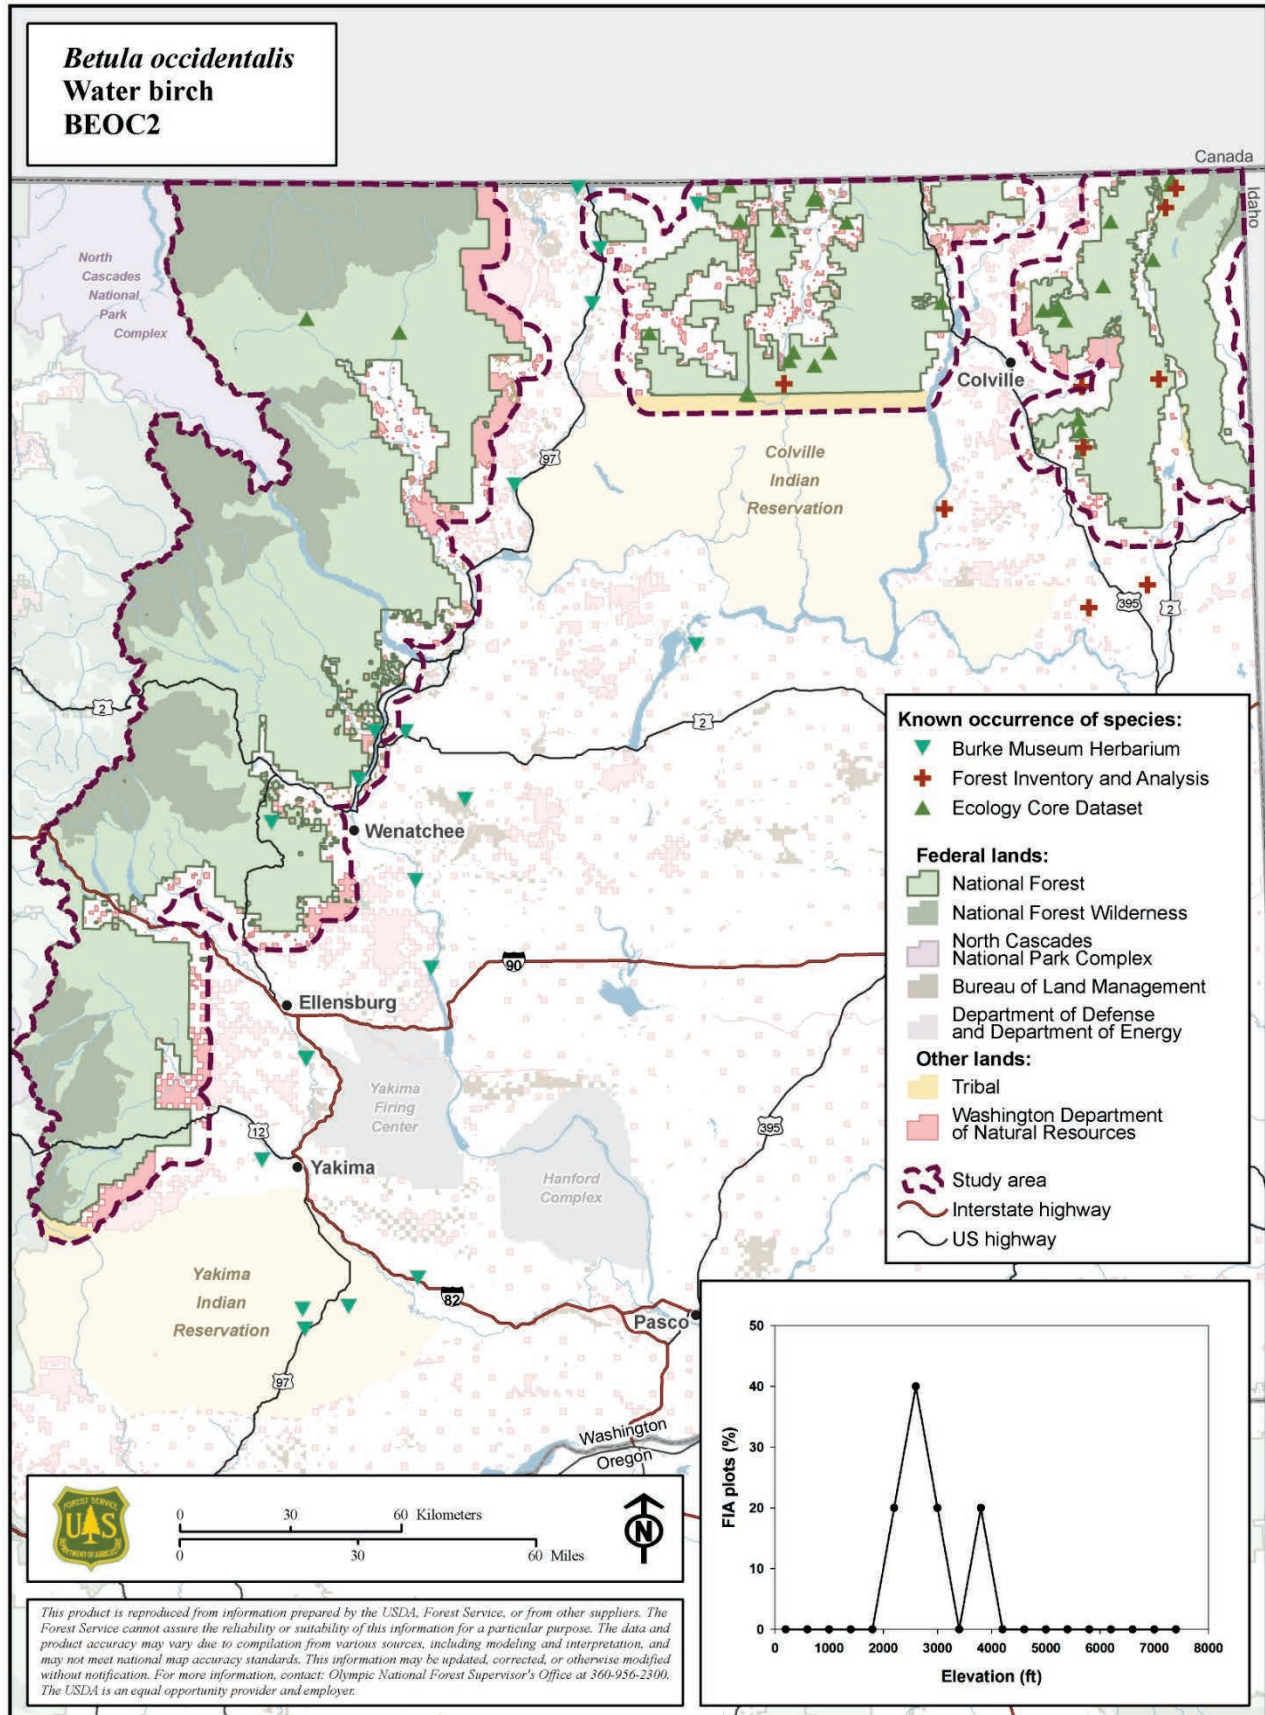 Betula occidentalis
Water birch
BEOC2
Canada
Idaho
North
Cascades
National
Park
Complex
Colville
97
Colville
Indian
Reservation
395
2
2
2
Wenatchee
90
Ellensburg
Yakima
Firing
Center
12
Yakima
395
Hanford
Complex
Yakima
Indian
Reservation
82
Pasco
97
Washington
Oregon
Known occurrence of species:
Burke Museum Herbarium
Forest Inventory and Analysis
Ecology Core Dataset
Federal lands:
National Forest
National Forest Wilderness
North Cascades
National Park Complex
Bureau of Land Management
Department of Defense
and Department of Energy
Other lands:
Tribal
Washington Department
of Natural Resources
Study area
Interstate highway
US highway
50
40
30
20
10
0
FIA plots (%)
0 1000 2000 3000 4000 5000 6000 7000 8000
Elevation (ft)
FOREST SERVICE
U S
DEPARTMENT OF AGRICULTURE
0 30 60 Kilometers
0 30 60 Miles
N
This product is reproduced from information prepared by the USDA, Forest Service, or from other suppliers. The
Forest Service cannot assure the reliability or suitability of this information for a particular purpose. The data and
product accuracy may vary due to compilation from various sources, including modeling and interpretation, and
may not meet national map accuracy standards. This information may be updated, corrected, or otherwise modified
without notification. For more information, contact: Olympic National Forest Supervisor's Office at 360-956-2300.
The USDA is an equal opportunity provider and employer.